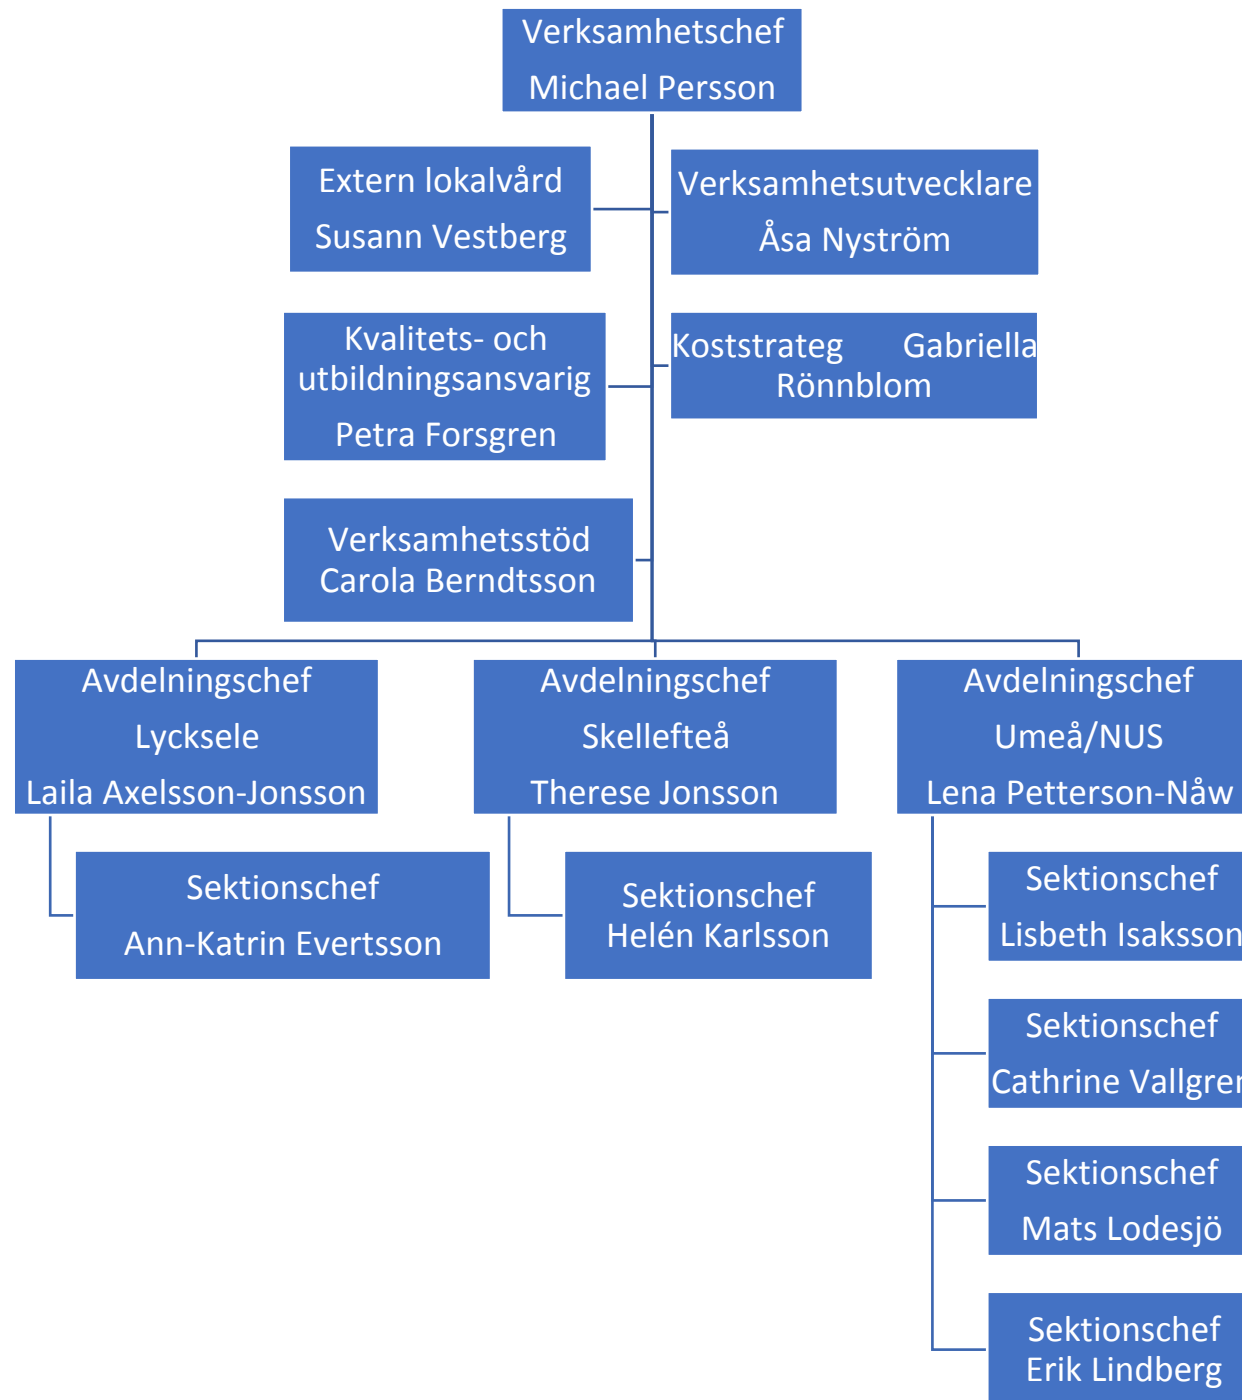 Verksamhetschef
Michael Persson
Extern lokalvård
Susann Vestberg
Verksamhetsutvecklare
Åsa Nyström
Kvalitets- och
utbildningsansvarig
Petra Forsgren
Koststrateg Gabriella
Rönnblom
Verksamhetsstöd
Carola Berndtsson
Avdelningschef
Lycksele
Laila Axelsson-Jonsson
Avdelningschef
Skellefteå
Therese Jonsson
Avdelningschef
Umeå/NUS
Lena Petterson-Nåw
Sektionschef
Ann-Katrin Evertsson
Sektionschef
Helén Karlsson
Sektionschef
Lisbeth Isaksson
Sektionschef
Cathrine Vallgren
Sektionschef
Mats Lodesjö
Sektionschef
Erik Lindberg